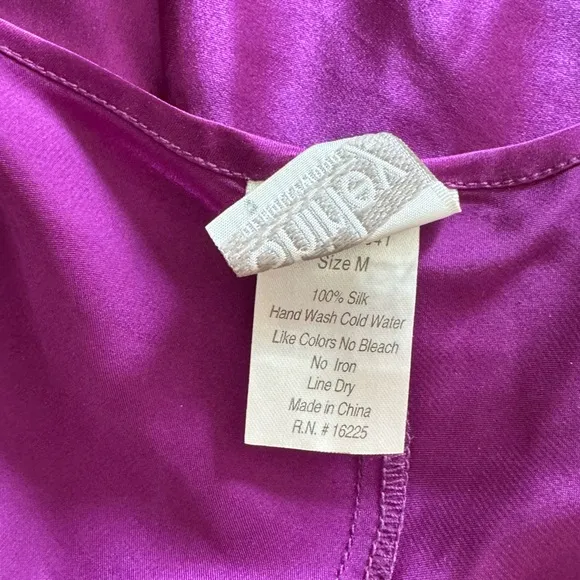 41
Size M
100% Silk
Hand Wash Cold Water
Like Colors No Bleach
No Iron
Line Dry
Made in China
R.N. # 16225